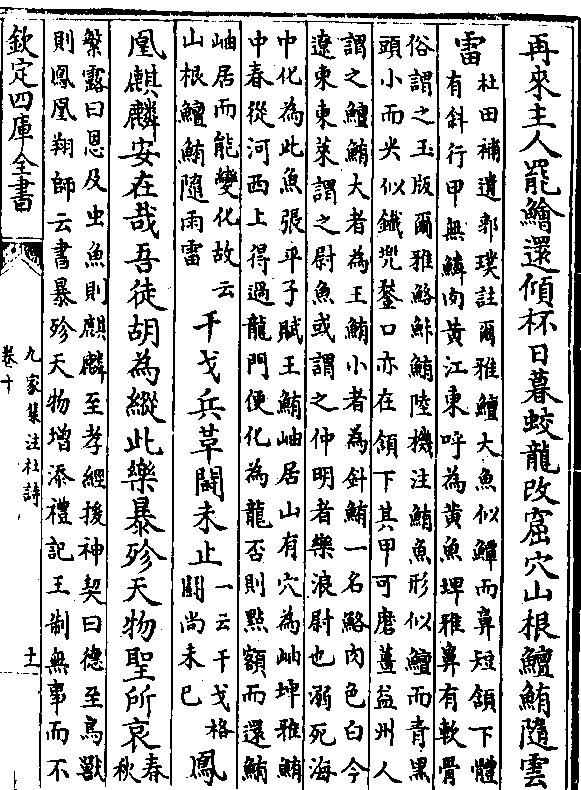 再來主人罷鱠還傾杯日暮蛟龍改窟穴山根鱣鮪隨雲
雷
杜田補遺郭璞註爾雅鱣大魚似鱏而鼻短頷下體
有斜行甲無鱗肉黃江東呼為黃魚埤雅鼻有軟骨
俗謂之玉版爾雅鮥鮛鮪陸機注鮪魚形似鱣而青黑
頭小而尖似鐵兜鍪口亦在頷下其甲可磨薑益州人
謂之鱣鮪大者為王鮪小者為針鮪一名鮥肉色白今
遼東東萊謂之尉魚或謂之仲明者樂浪尉也溺死海
中化為此魚張平子賦王鮪岫居山有穴為岫坤雅鮪
中春從河西上得過龍門便化為龍否則點額而還鮪
岫居而能變化故云
山根鱣鮪隨雨雷
干戈兵革鬭未止
一云干戈格
鬭尚未已
鳳
凰麒麟安在哉吾徒胡為縱此樂暴殄天物聖所哀
春
秋
繁露曰恩及虫魚則麒麟至孝經援神契曰德至鳥獸
則鳳凰翔師云書暴殄天物增添禮記王制無事而不
欽定四庫全書
九家集注杜詩
卷十
十一